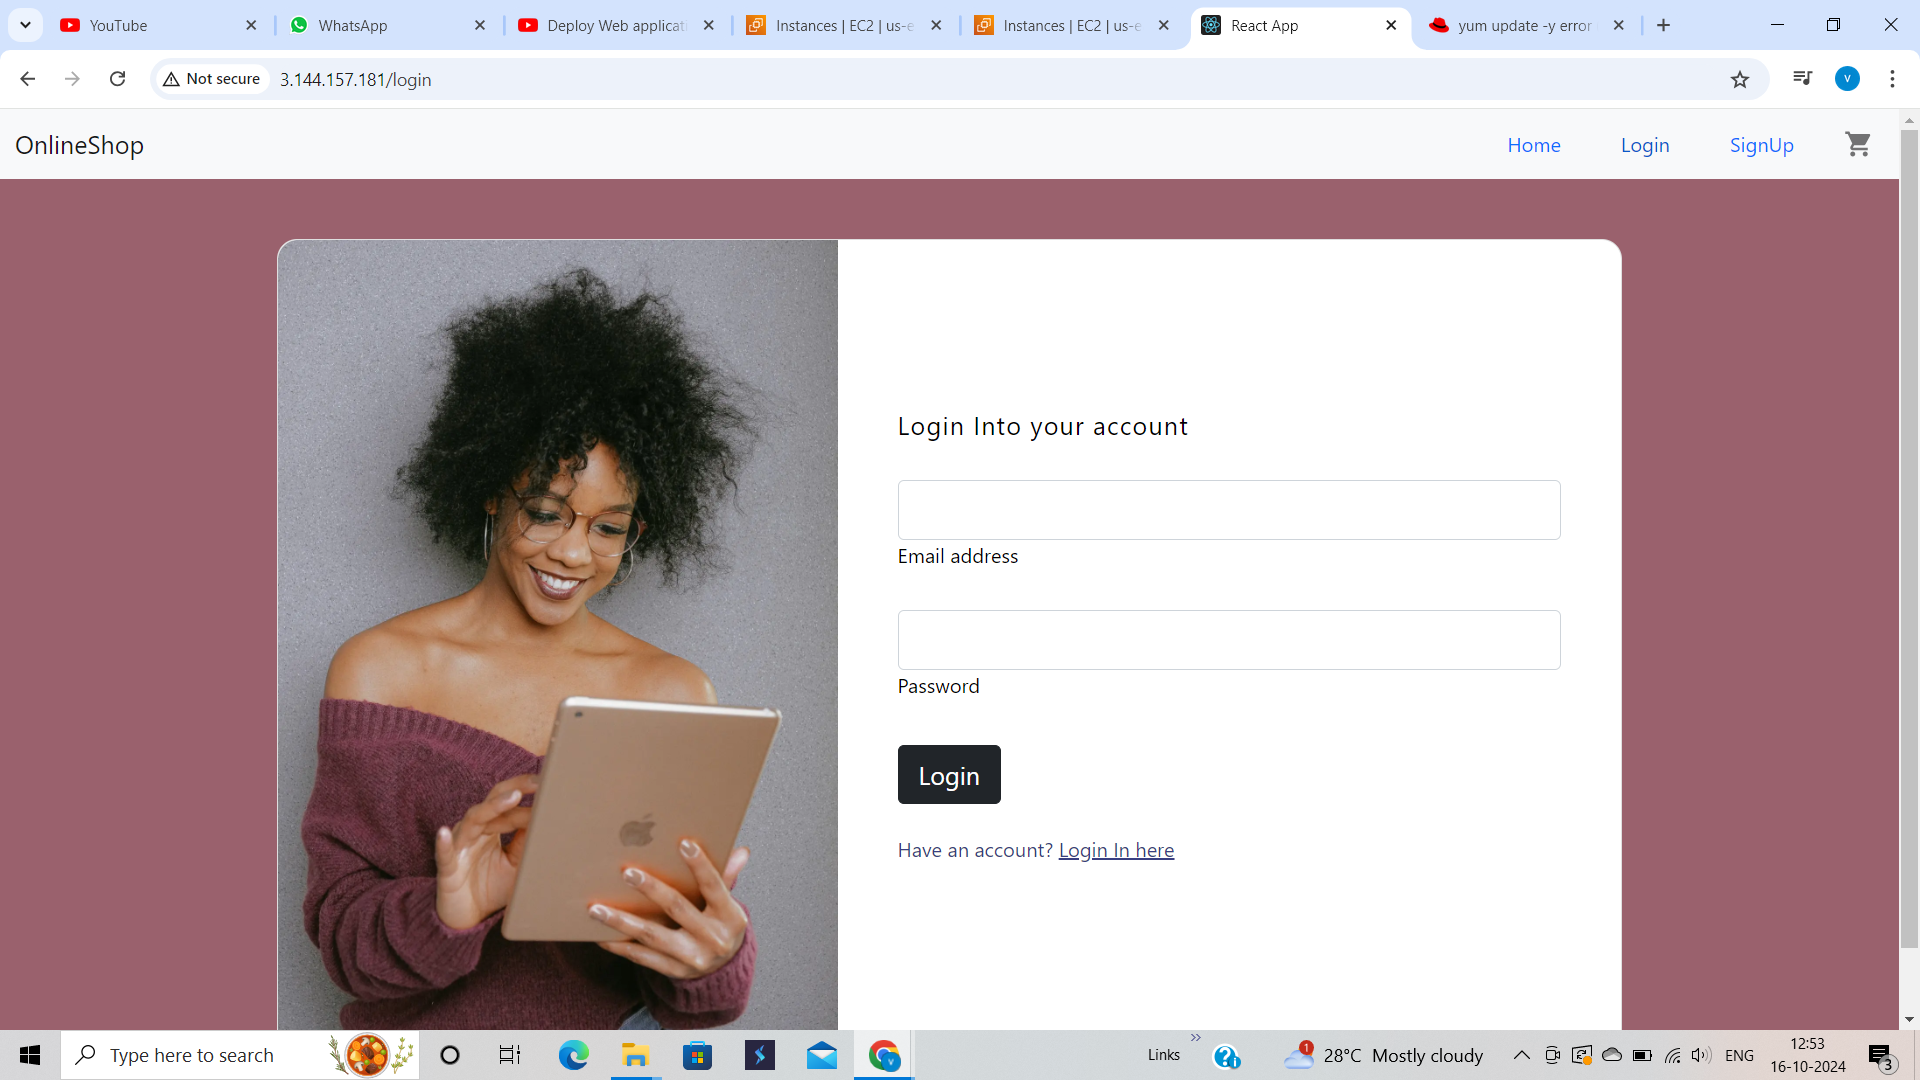 YouTube
WhatsApp
Deploy Web applicati
Instances | EC2 | us-e
Instances | EC2 | us-e
React App
yum update -y error
Not secure
3.144.157.181/login
V
OnlineShop
Home
Login
SignUp
Login Into your account
Email address
Password
Login
Have an account? Login In here
Type here to search
Links
1
28°C Mostly cloudy
ENG
12:53
16-10-2024
3